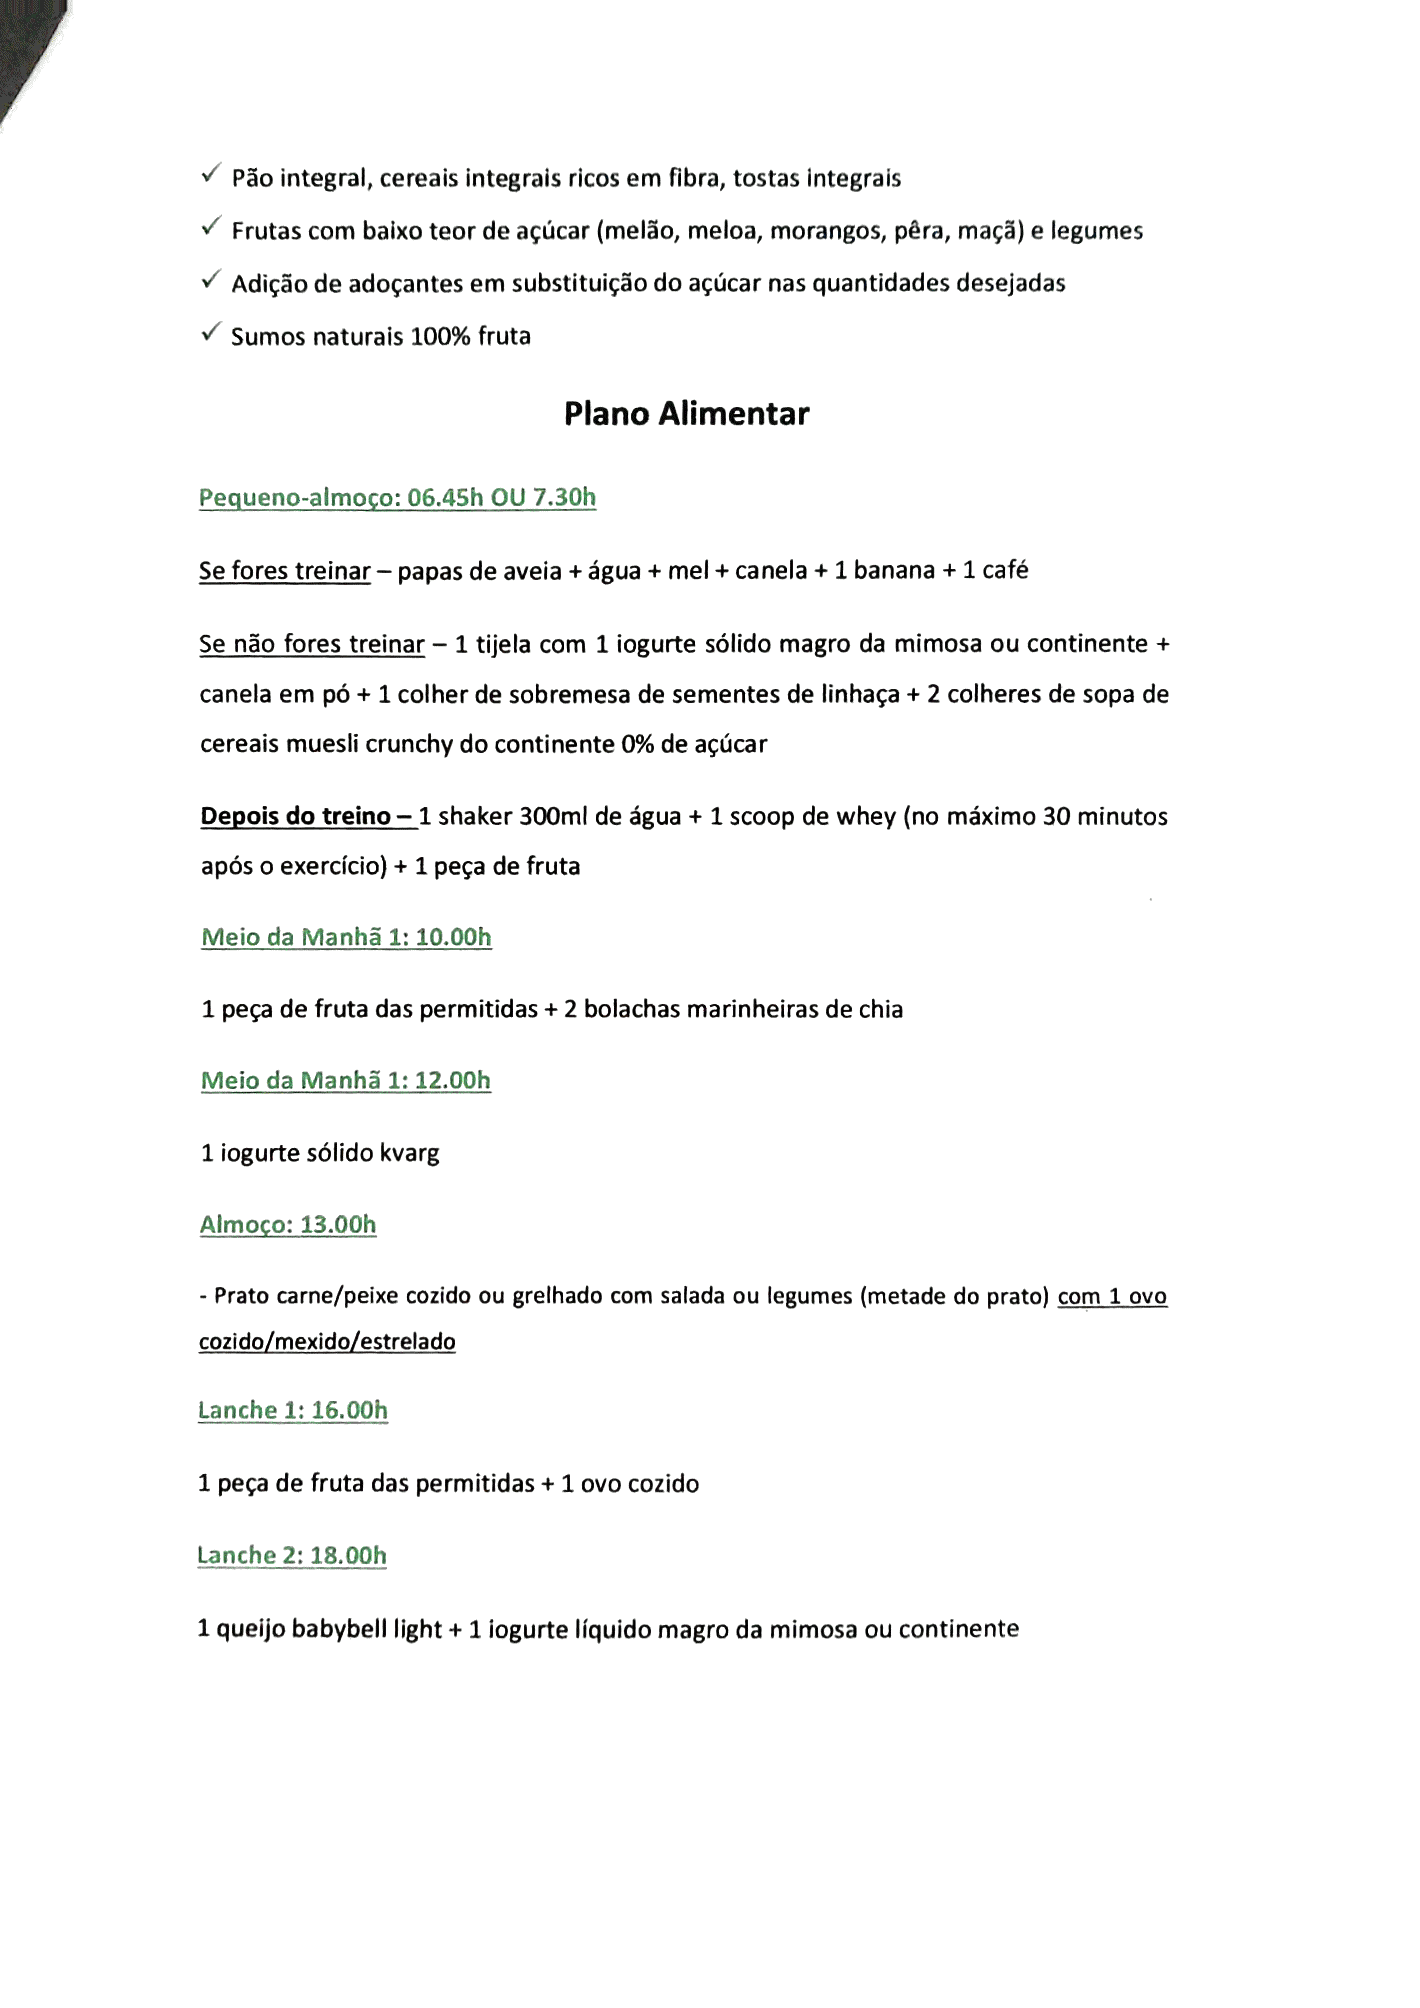 ✓ Pão integral, cereais integrais ricos em fibra, tostas integrais
✓ Frutas com baixo teor de açúcar (melão, meloa, morangos, pêra, maçã) e legumes
✓ Adição de adoçantes em substituição do açúcar nas quantidades desejadas
✓ Sumos naturais 100% fruta
Plano Alimentar
Pequeno-almoço: 06.45h OU 7.30h
Se fores treinar – papas de aveia + água + mel + canela + 1 banana + 1 café
Se não fores treinar – 1 tijela com 1 iogurte sólido magro da mimosa ou continente +
canela em pó + 1 colher de sobremesa de sementes de linhaça + 2 colheres de sopa de
cereais muesli crunchy do continente 0% de açúcar
Depois do treino – 1 shaker 300ml de água + 1 scoop de whey (no máximo 30 minutos
após o exercício) + 1 peça de fruta
Meio da Manhã 1: 10.00h
1 peça de fruta das permitidas + 2 bolachas marinheiras de chia
Meio da Manhã 1: 12.00h
1 iogurte sólido kvarg
Almoço: 13.00h
- Prato carne/peixe cozido ou grelhado com salada ou legumes (metade do prato) com 1 ovo
cozido/mexido/estrelado
Lanche 1: 16.00h
1 peça de fruta das permitidas + 1 ovo cozido
Lanche 2: 18.00h
1 queijo babybell light + 1 iogurte líquido magro da mimosa ou continente